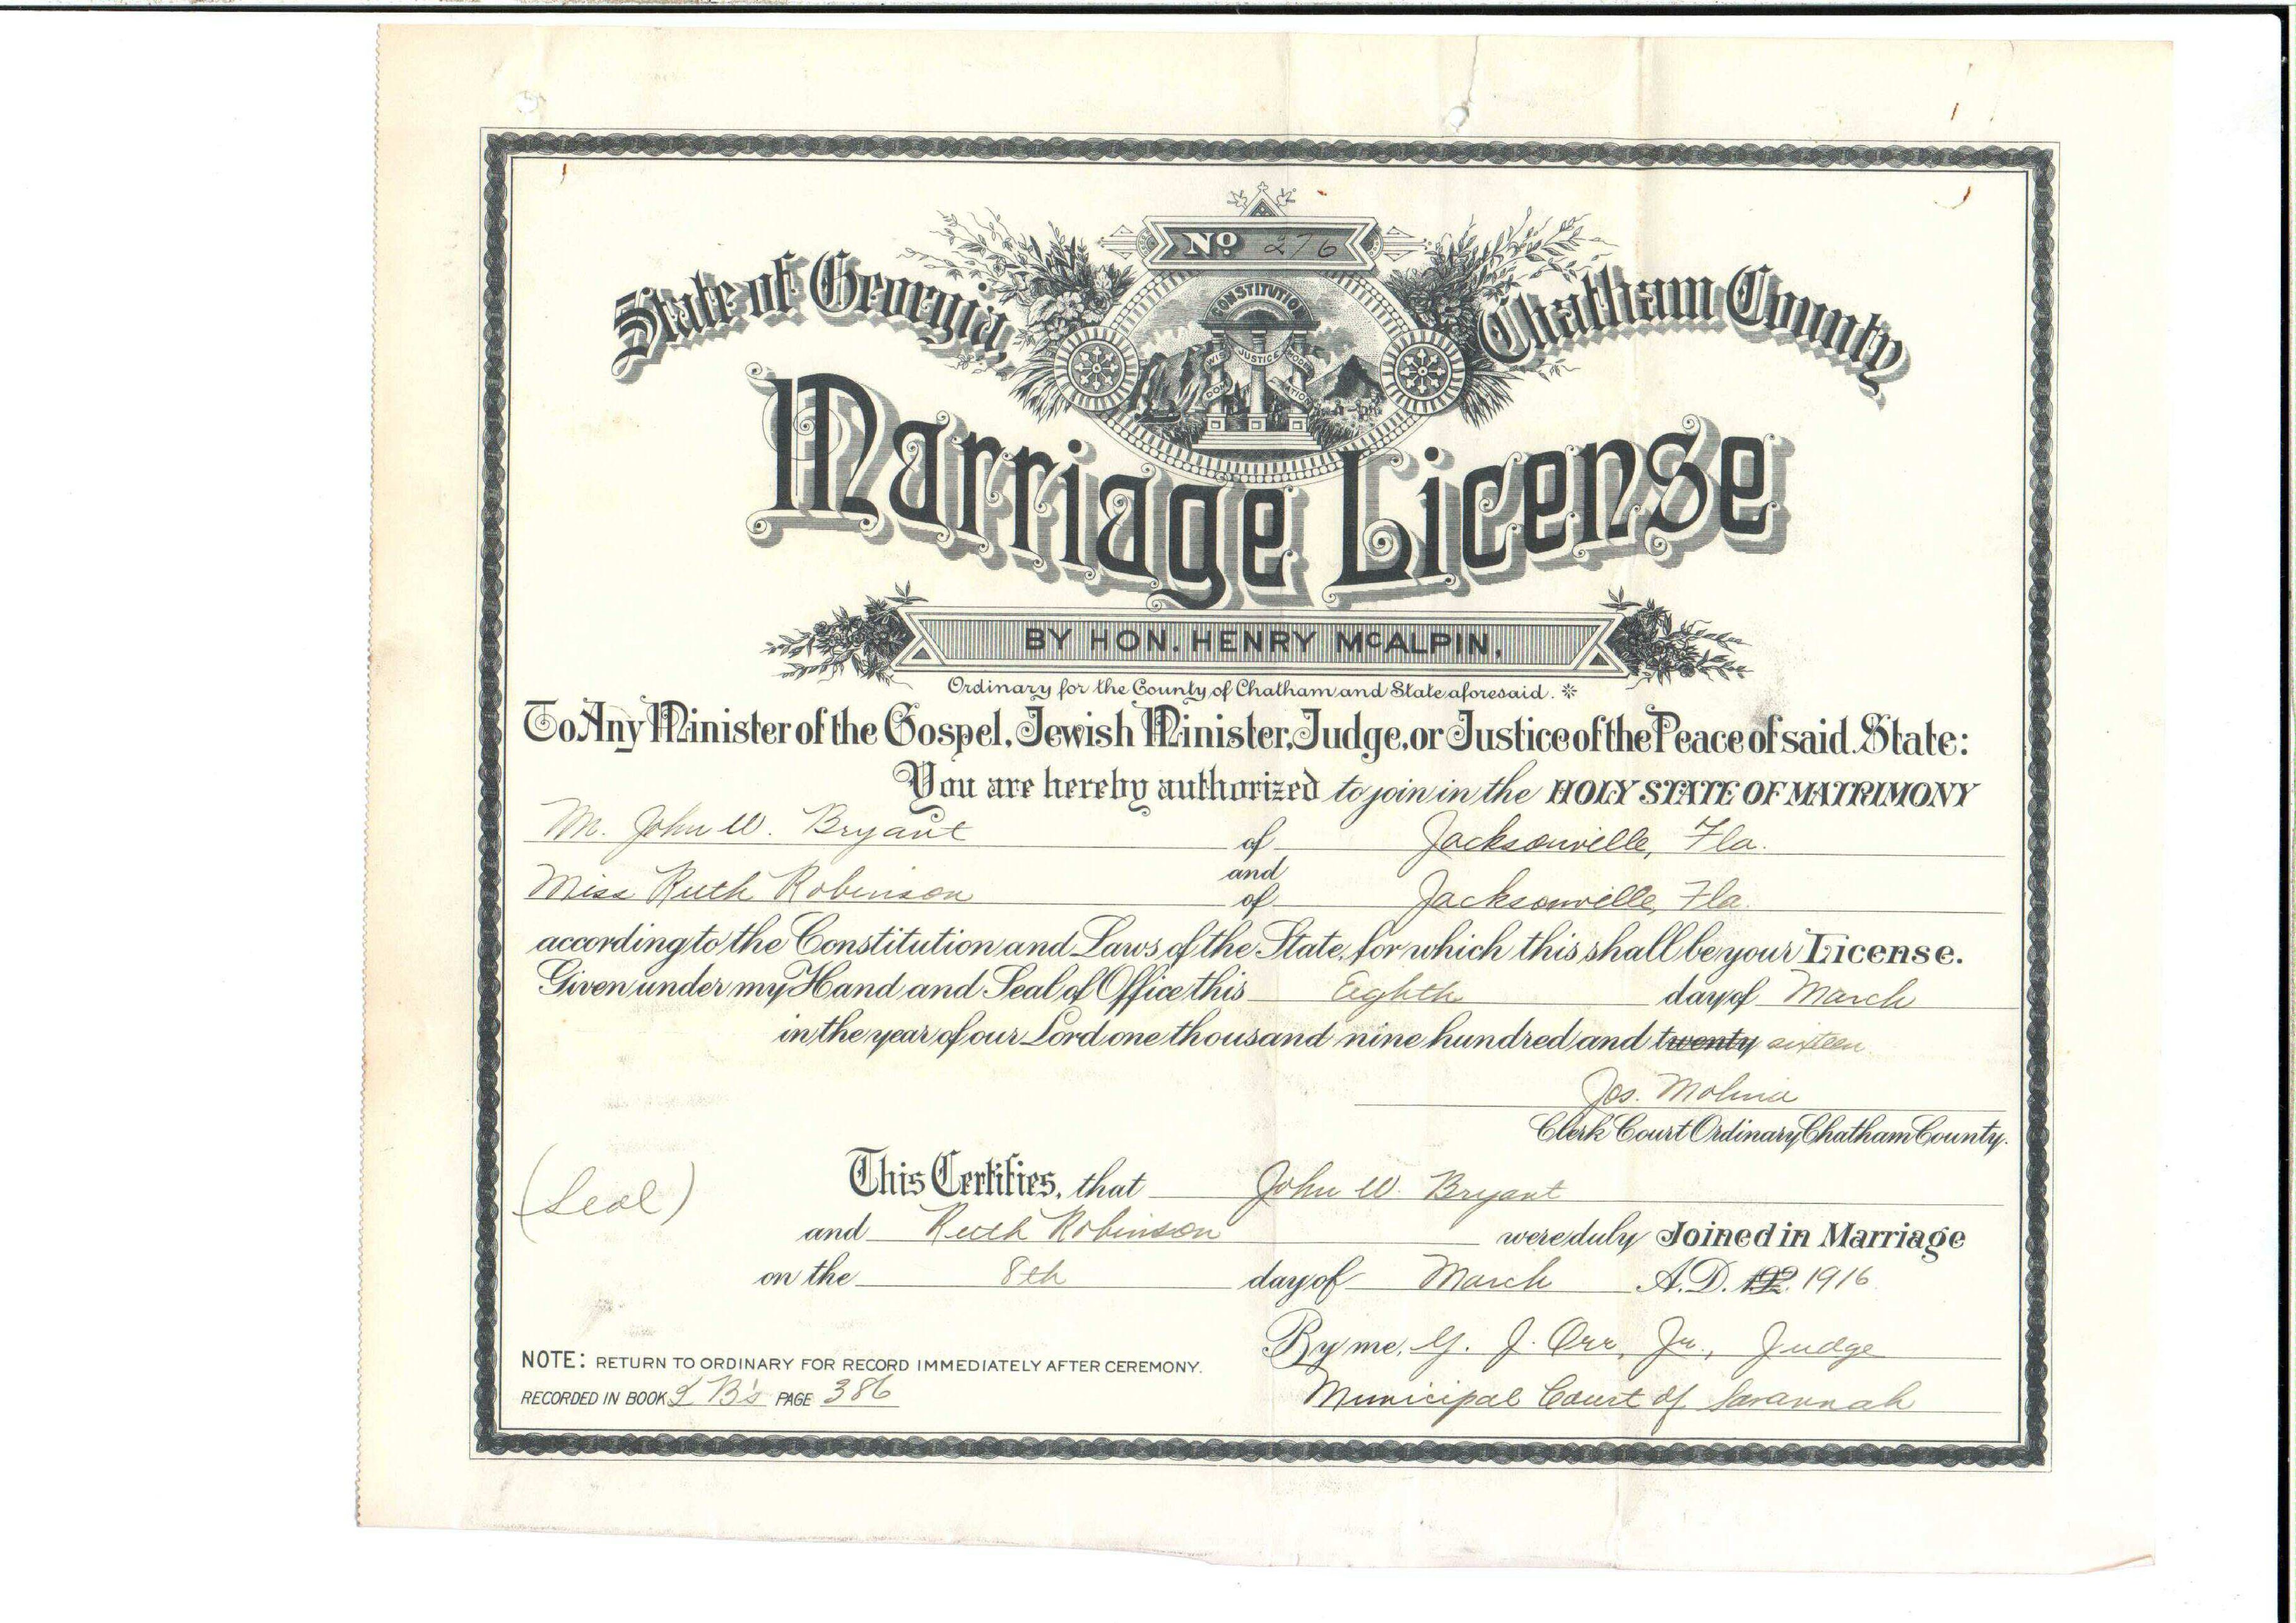 No 276
State of Georgia, Chatham County
CONSTITUTION
WISDOM JUSTICE MODERATION
Marriage License
BY HON. HENRY McALPIN,
Ordinary for the County of Chatham and State aforesaid.
To Any Minister of the Gospel, Jewish Minister, Judge, or Justice of the Peace of said State:
You are hereby authorized to join in the HOLY STATE OF MATRIMONY
M. John W. Bryant of Jacksonville, Fla.
and
Miss Ruth Robinson of Jacksonville, Fla.
according to the Constitution and Laws of the State, for which this shall be your License.
Given under my Hand and Seal of Office this Eighth day of March
in the year of our Lord one thousand nine hundred and twenty sixteen
Jos. Molina
Clerk Court Ordinary Chatham County.
(Seal)
This Certifies, that John W. Bryant
and Ruth Robinson were duly Joined in Marriage
on the 8th day of March A.D. 192 1916
By me, G. J. Orr, Jr., Judge
Municipal Court of Savannah
NOTE: RETURN TO ORDINARY FOR RECORD IMMEDIATELY AFTER CEREMONY.
RECORDED IN BOOK 2 B's PAGE 386